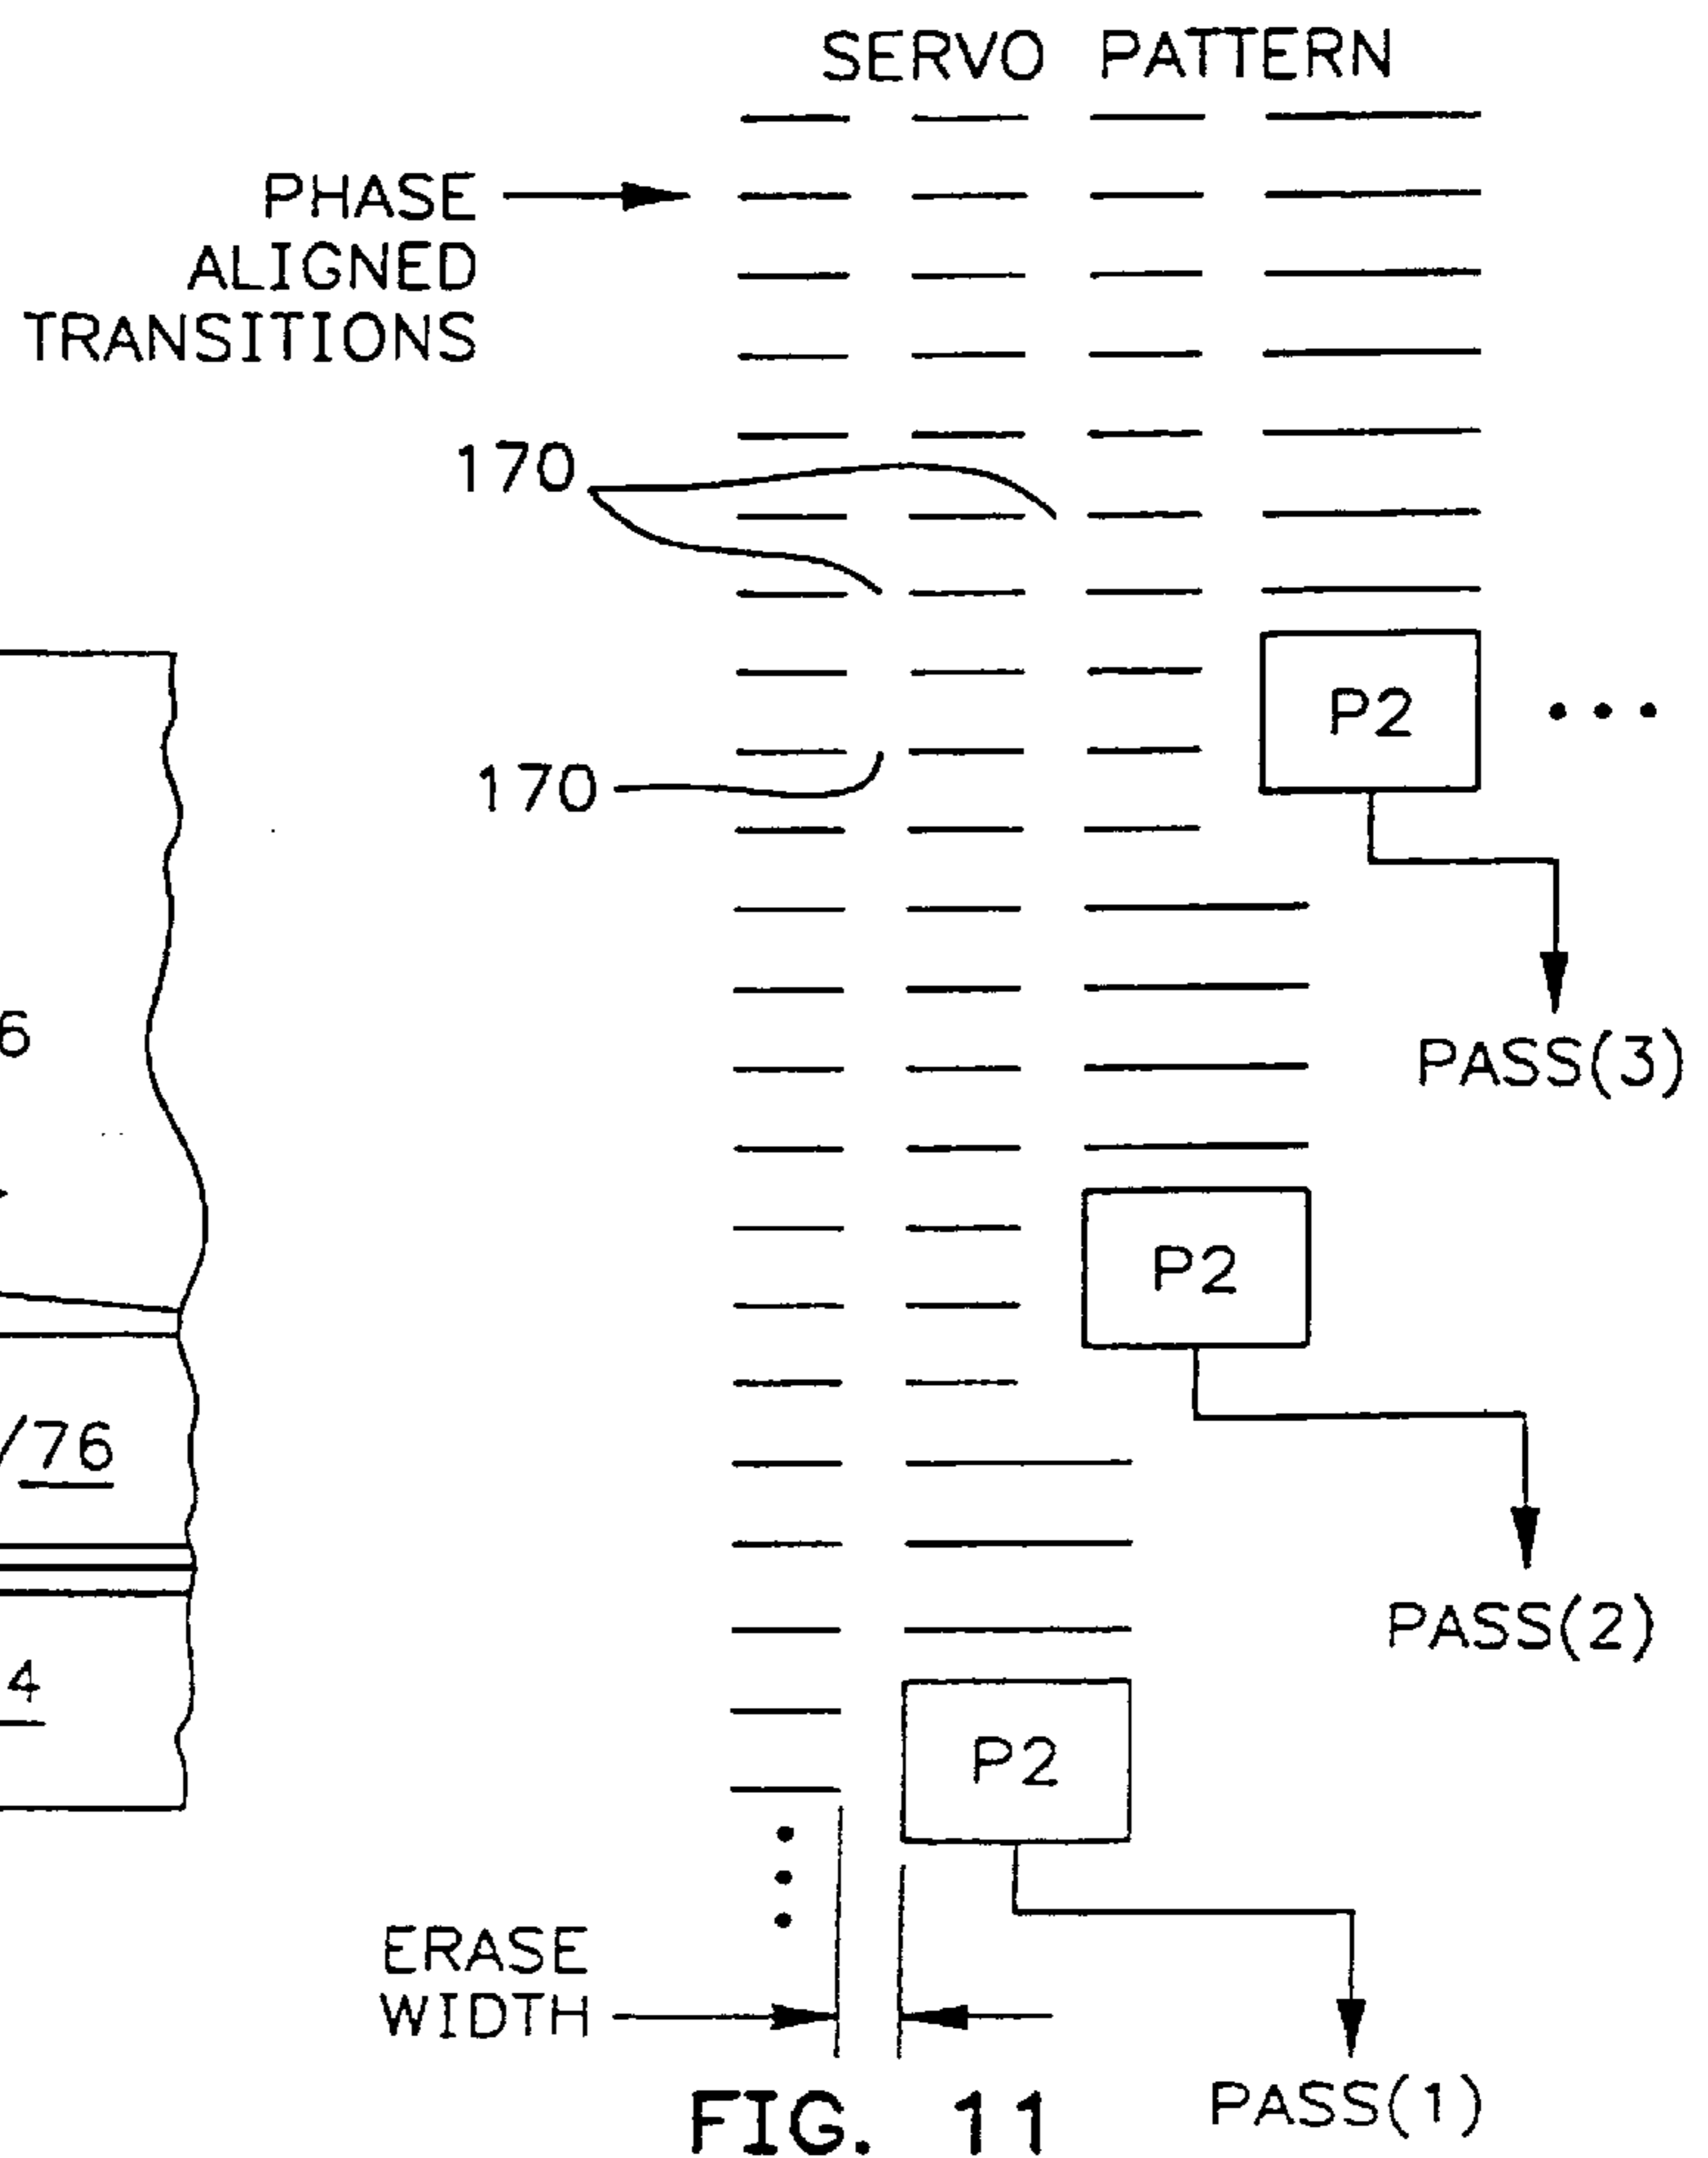 SERVO PATTERN
PHASE
ALIGNED
TRANSITIONS
170
170
P2
PASS(3)
6
P2
/76
PASS(2)
4
P2
ERASE
WIDTH
PASS(1)
FIG. 11